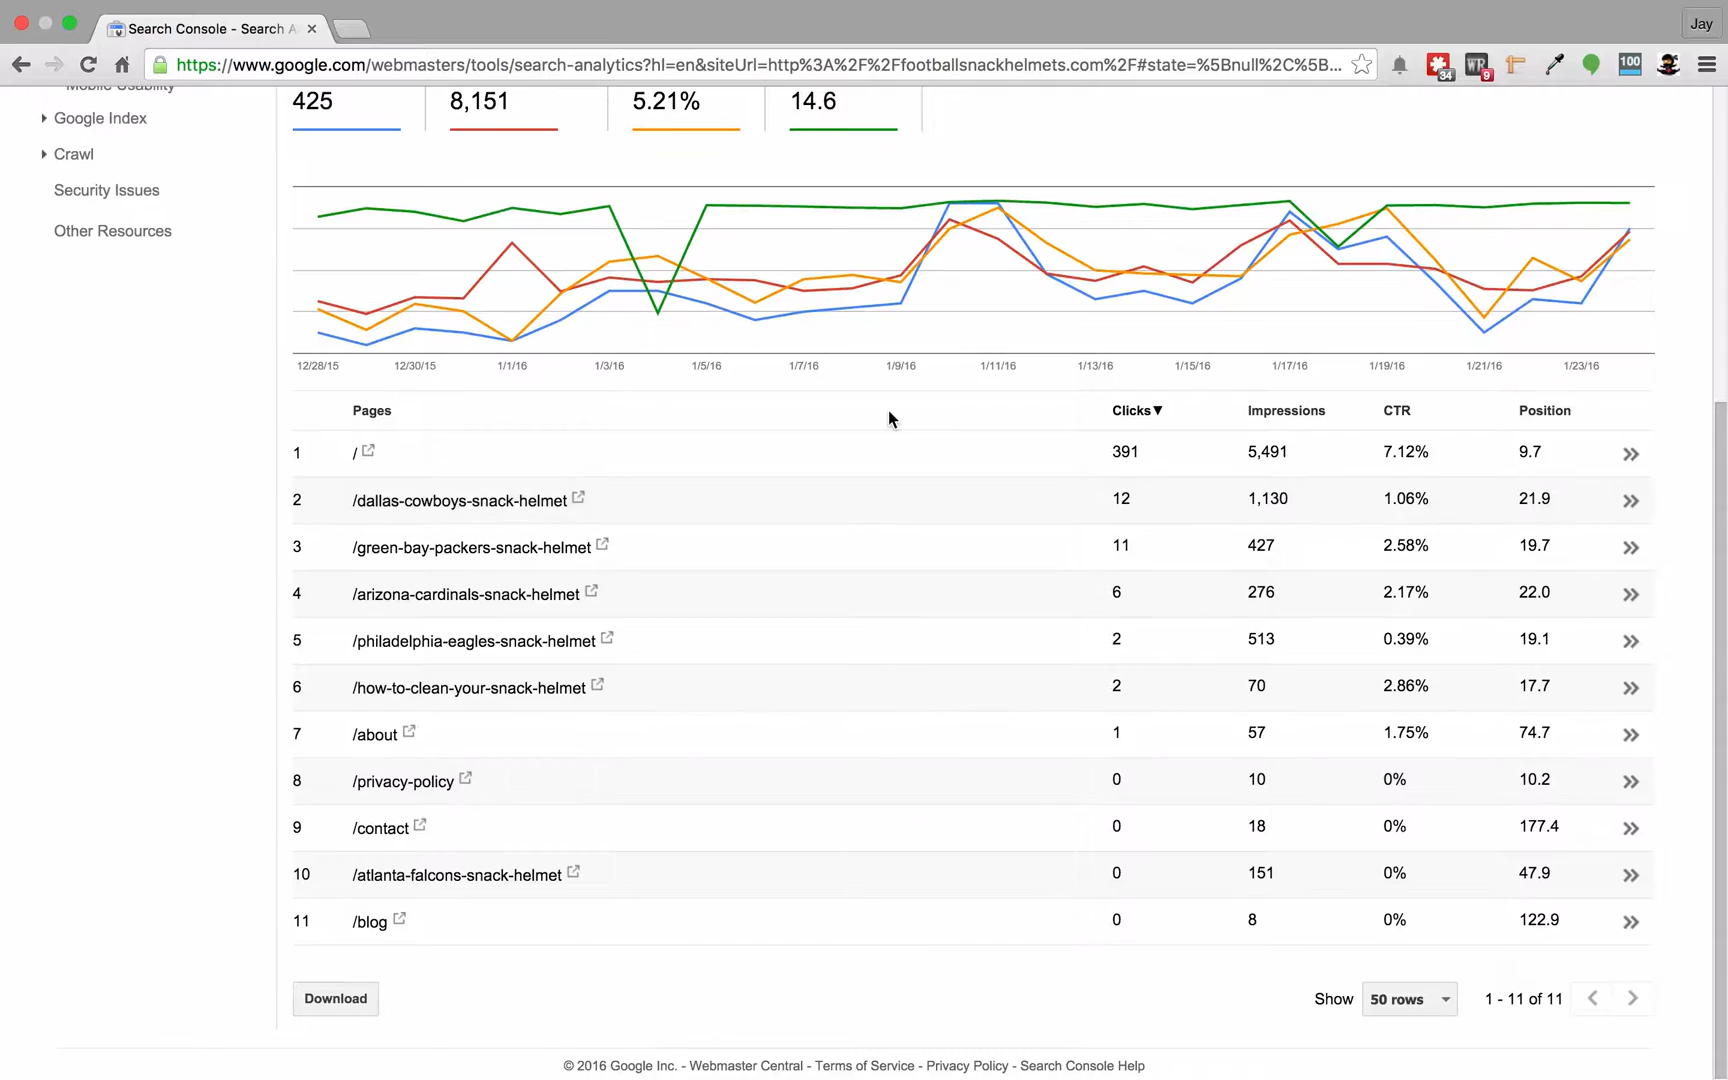 Search Console - Search A
Jay
https://www.google.com/webmasters/tools/search-analytics?hl=en&siteUrl=http%3A%2F%2Ffootballsnackhelmets.com%2F#state=%5Bnull%2C%5B...
34
WR
9
100
Mobile Usability
Google Index
Crawl
Security Issues
Other Resources
425 8,151 5.21% 14.6
12/28/15 12/30/15 1/1/16 1/3/16 1/5/16 1/7/16 1/9/16 1/11/16 1/13/16 1/15/16 1/17/16 1/19/16 1/21/16 1/23/16
Pages Clicks▼ Impressions CTR Position
1 / 391 5,491 7.12% 9.7
2 /dallas-cowboys-snack-helmet 12 1,130 1.06% 21.9
3 /green-bay-packers-snack-helmet 11 427 2.58% 19.7
4 /arizona-cardinals-snack-helmet 6 276 2.17% 22.0
5 /philadelphia-eagles-snack-helmet 2 513 0.39% 19.1
6 /how-to-clean-your-snack-helmet 2 70 2.86% 17.7
7 /about 1 57 1.75% 74.7
8 /privacy-policy 0 10 0% 10.2
9 /contact 0 18 0% 177.4
10 /atlanta-falcons-snack-helmet 0 151 0% 47.9
11 /blog 0 8 0% 122.9
Download Show 50 rows 1 - 11 of 11
© 2016 Google Inc. - Webmaster Central - Terms of Service - Privacy Policy - Search Console Help